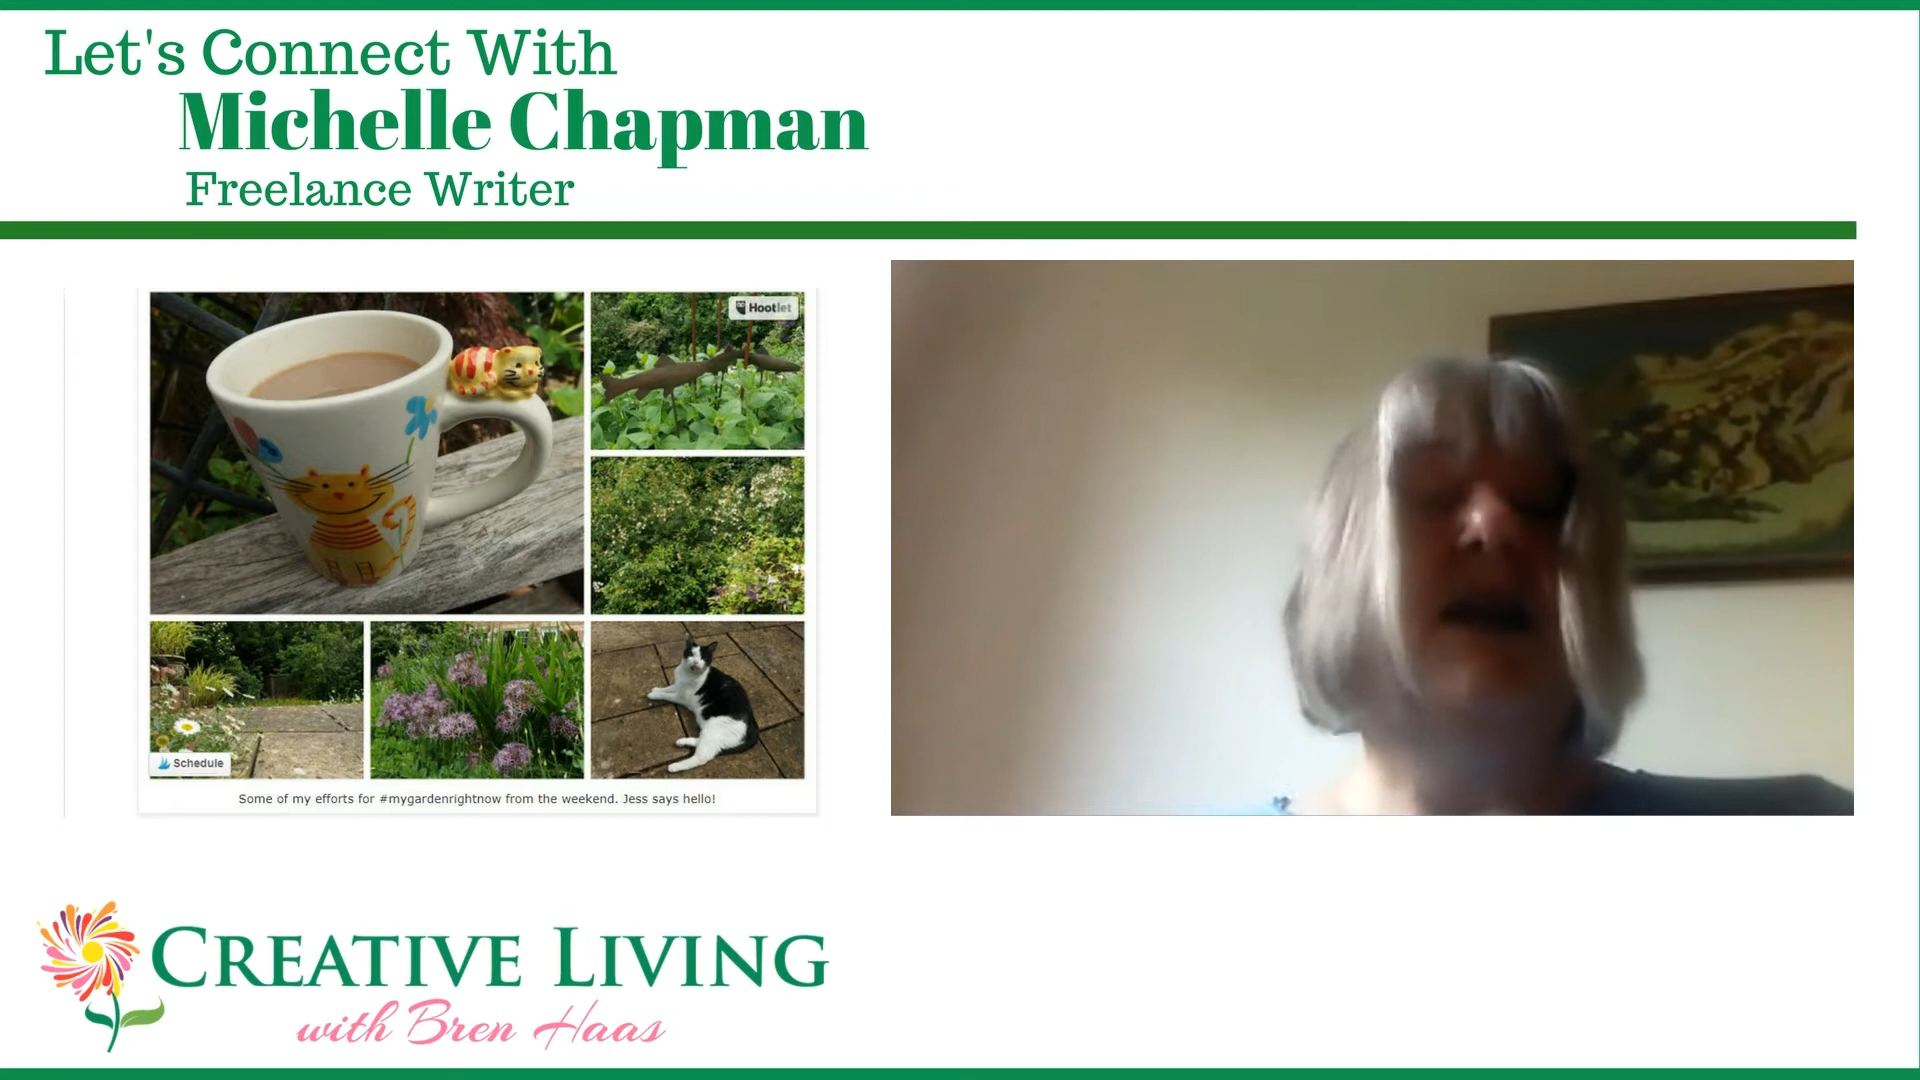 Let's Connect With
Michelle Chapman
Freelance Writer
Hootlet
Schedule
Some of my efforts for #mygardenrightnow from the weekend. Jess says hello!
CREATIVE LIVING
with Bren Haas